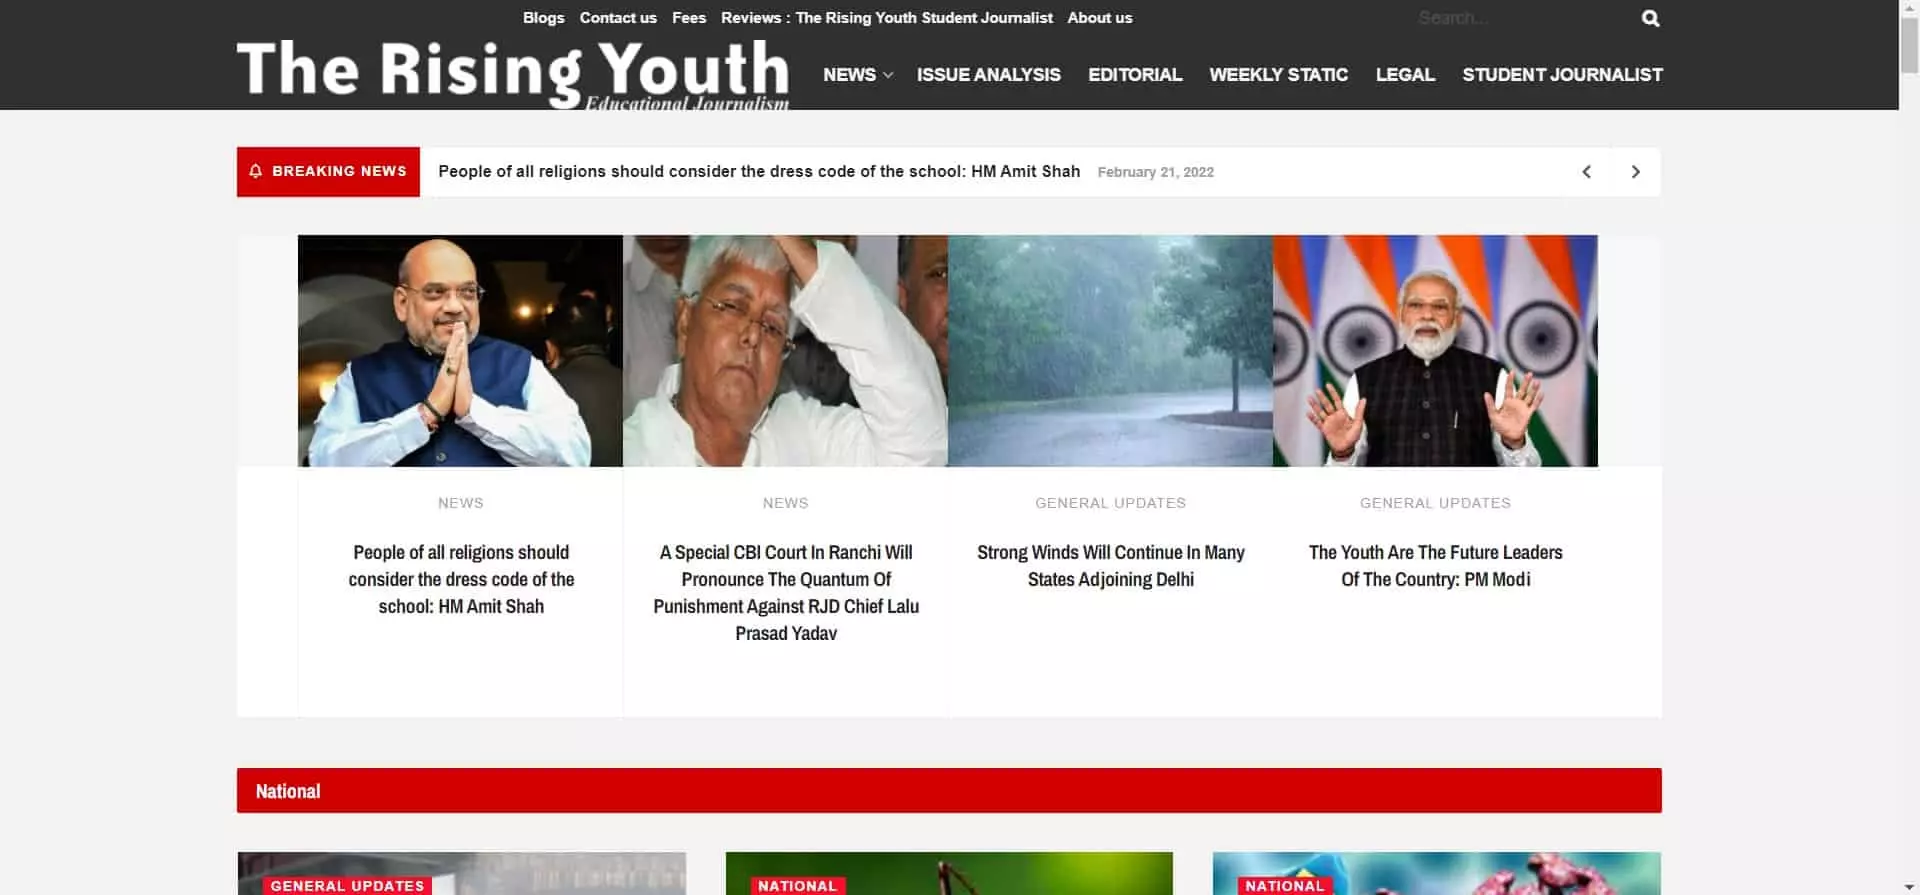 Blogs Contact us Fees Reviews : The Rising Youth Student Journalist About us Search...
The Rising Youth
Educational Journalism
NEWS ISSUE ANALYSIS EDITORIAL WEEKLY STATIC LEGAL STUDENT JOURNALIST
BREAKING NEWS People of all religions should consider the dress code of the school: HM Amit Shah February 21, 2022
NEWS
People of all religions should
consider the dress code of the
school: HM Amit Shah
NEWS
A Special CBI Court In Ranchi Will
Pronounce The Quantum Of
Punishment Against RJD Chief Lalu
Prasad Yadav
GENERAL UPDATES
Strong Winds Will Continue In Many
States Adjoining Delhi
GENERAL UPDATES
The Youth Are The Future Leaders
Of The Country: PM Modi
National
GENERAL UPDATES
NATIONAL
NATIONAL